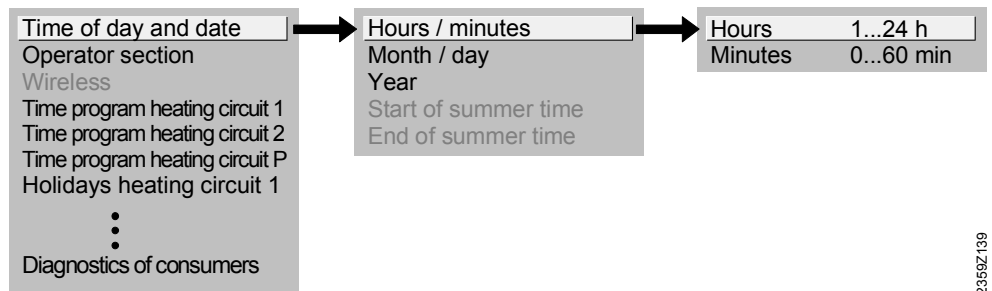 Time of day and date
Operator section
Wireless
Time program heating circuit 1
Time program heating circuit 2
Time program heating circuit P
Holidays heating circuit 1
Diagnostics of consumers
Hours / minutes
Month / day
Year
Start of summer time
End of summer time
Hours 1...24 h
Minutes 0...60 min
2359Z139